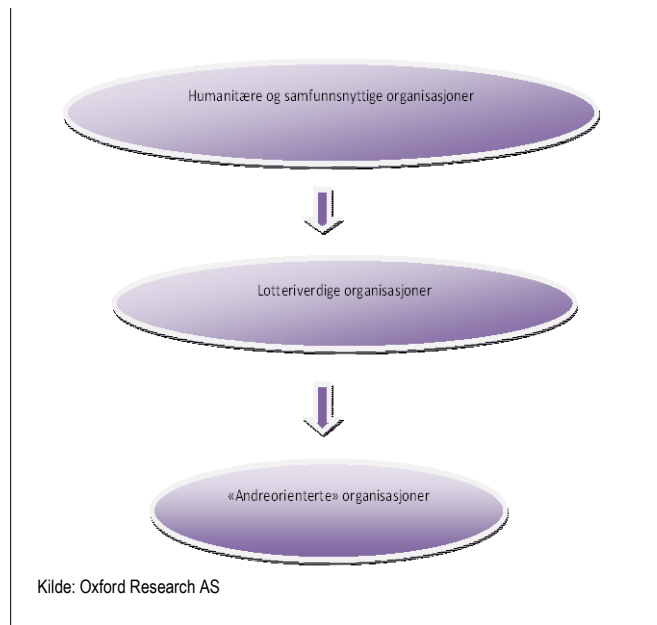 Humanitære og samfunnsnyttige organisasjoner
Lotteriverdige organisasjoner
«Andreorienterte» organisasjoner
Kilde: Oxford Research AS